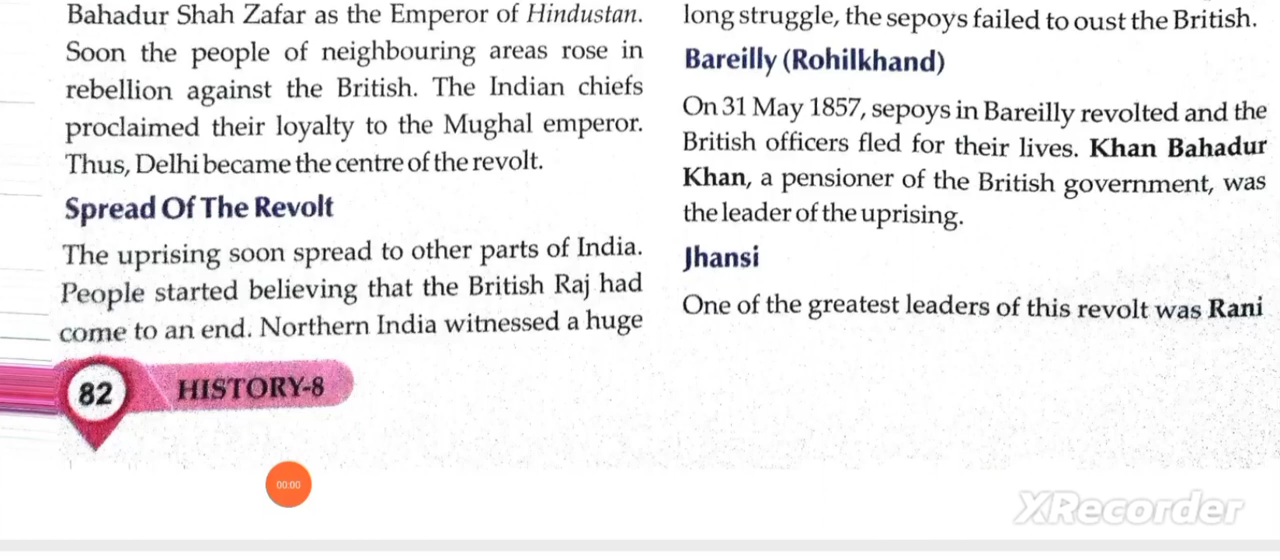 Bahadur Shah Zafar as the Emperor of Hindustan.
Soon the people of neighbouring areas rose in
rebellion against the British. The Indian chiefs
proclaimed their loyalty to the Mughal emperor.
Thus, Delhi became the centre of the revolt.
Spread Of The Revolt
The uprising soon spread to other parts of India.
People started believing that the British Raj had
come to an end. Northern India witnessed a huge
82
HISTORY-8
long struggle, the sepoys failed to oust the British.
Bareilly (Rohilkhand)
On 31 May 1857, sepoys in Bareilly revolted and the
British officers fled for their lives. Khan Bahadur
Khan, a pensioner of the British government, was
the leader of the uprising.
Jhansi
One of the greatest leaders of this revolt was Rani
00:00
XRecorder